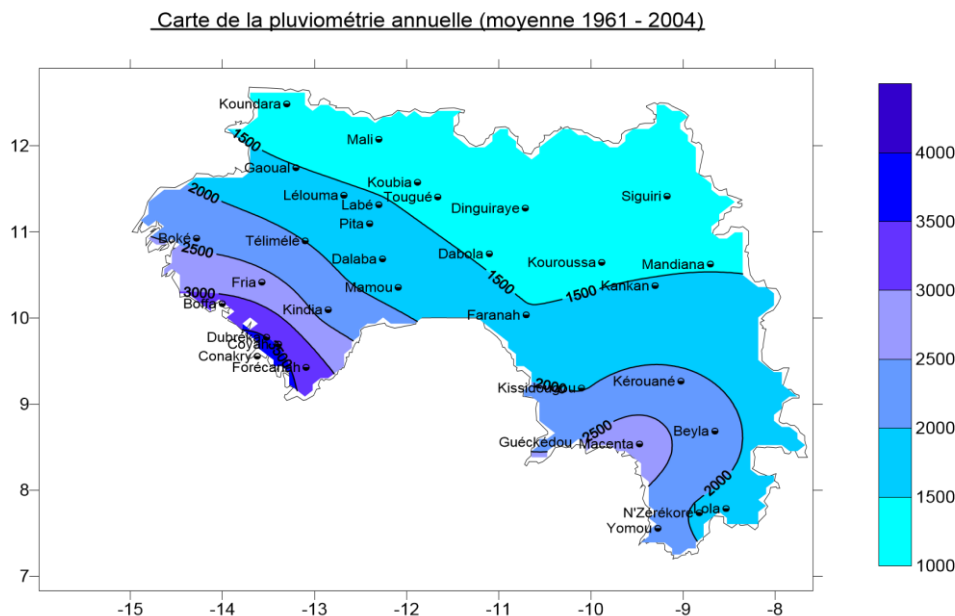 Carte de la pluviométrie annuelle (moyenne 1961 - 2004)
Koundara
12
Mali
1500
4000
Gaoual
Koubia
2000
Lélouma
Tougué
Siguiri
Labé
Dinguiraye
3500
Pita
11
Boké
Télimélé
2500
Dabola
Dalaba
Kouroussa
Mandiana
3000
1500
Fria
Mamou
1500
Kankan
3000
Boffa
Kindia
10
Faranah
2500
Dubréka
Coyah
Conakry
Forécariah
Kérouané
2000
Kissidougou
9
2000
2500
Beyla
Guéckédou
Macenta
2000
1500
8
N'Zérékoré
Lola
Yomou
7
1000
-15
-14
-13
-12
-11
-10
-9
-8